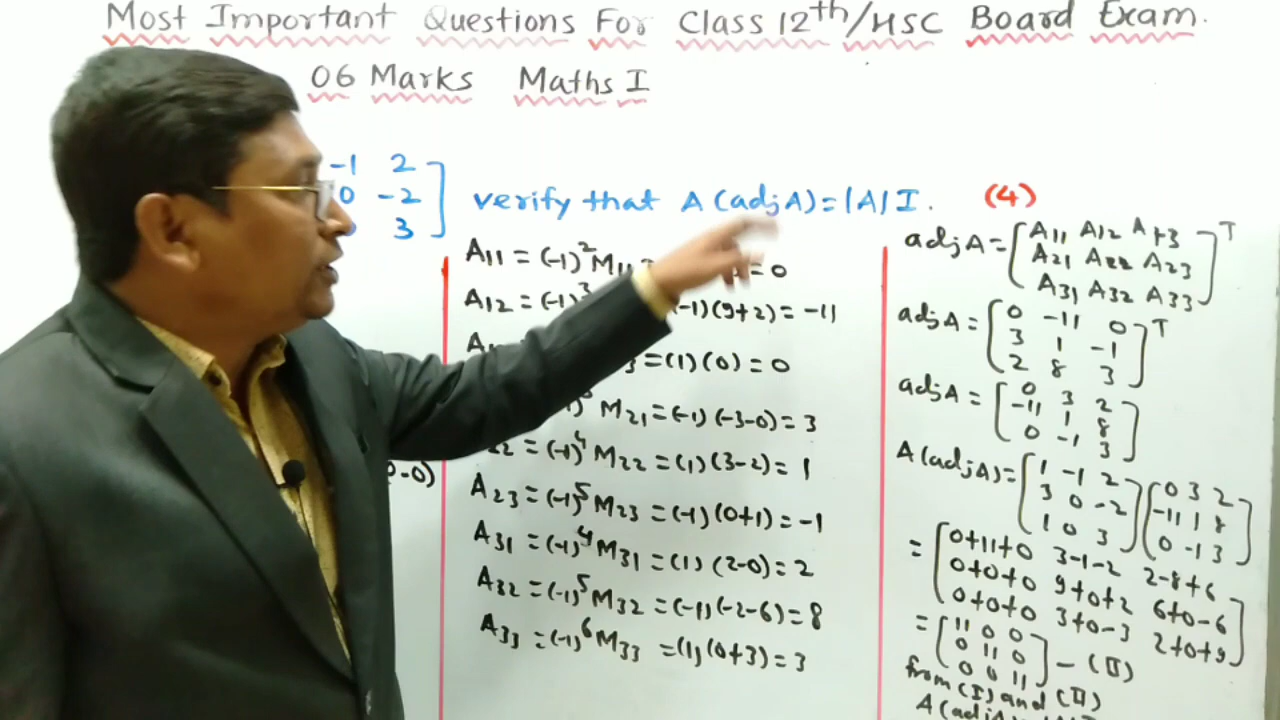 Most Important Questions For Class 12th/HSC Board Exam.
06 Marks Maths I
-1 2
0 -2
3 ]
verify that A(adjA)=|A|I. (4)
2-0)
A11 = (-1)^2 M11 = 0
A12 = (-1)^3 (-1)(9+2) = -11
= (1)(0) = 0
M21 = (-1)(-3-0) = 3
22 = (-1)^4 M22 = (1)(3-2) = 1
A23 = (-1)^5 M23 = (-1)(0+1) = -1
A31 = (-1)^4 M31 = (1)(2-0) = 2
A32 = (-1)^5 M32 = (-1)(-2-6) = 8
A33 = (-1)^6 M33 = (1)(0+3) = 3
adjA = [A11 A12 A13
A21 A22 A23
A31 A32 A33]^T
adjA = [0 -11 0
3 1 -1
2 8 3]^T
adjA = [0 3 2
-11 1 8
0 -1 3]
A(adjA) = [1 -1 2
3 0 -2
1 0 3]
[0 3 2
-11 1 8
0 -1 3]
= [0+11+0 3-1-2 2-8+6
0+0+0 9+0+2 6+0-6
0+0+0 3+0-3 2+0+9]
= [11 0 0
0 11 0
0 0 11] - (II)
from (I) and (II)